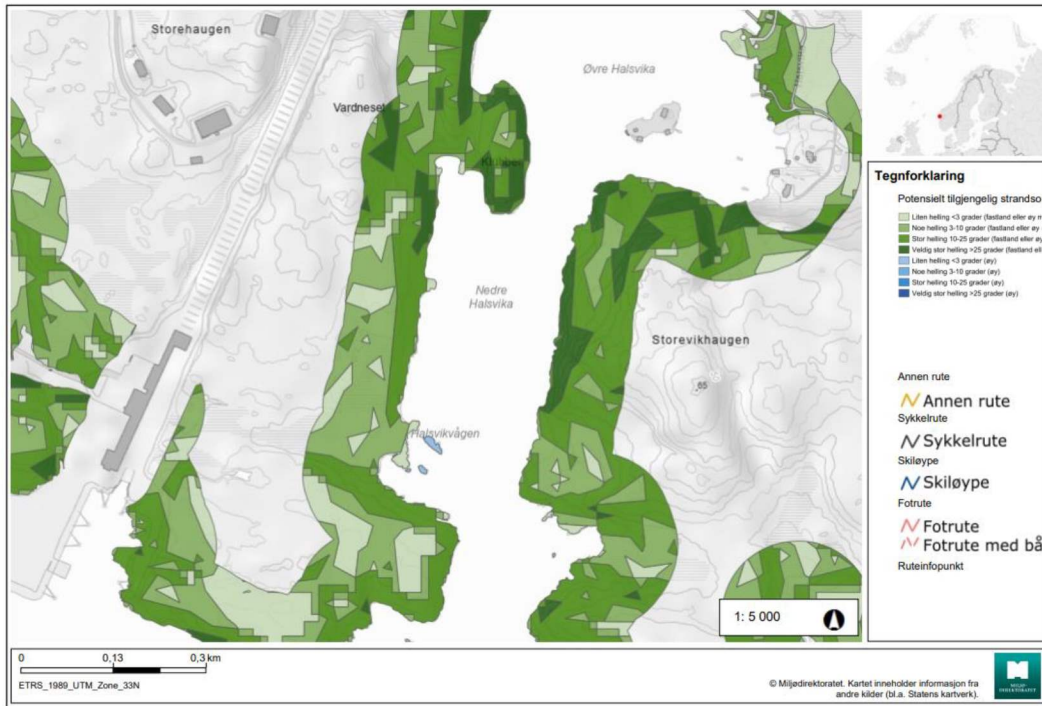 Storehaugen
Øvre Halsvika
Vardneset
Klubben
Nedre
Halsvika
Storevikhaugen
65
Halsvikvågen
1: 5 000
Tegnforklaring
Potensielt tilgjengelig strandso
Liten helling <3 grader (fastland eller øy m
Noe helling 3-10 grader (fastland eller øy
Stor helling 10-25 grader (fastland eller øy
Veldig stor helling >25 grader (fastland ell
Liten helling <3 grader (øy)
Noe helling 3-10 grader (øy)
Stor helling 10-25 grader (øy)
Veldig stor helling >25 grader (øy)
Annen rute
Annen rute
Sykkelrute
Sykkelrute
Skiløype
Skiløype
Fotrute
Fotrute
Fotrute med bå
Ruteinfopunkt
0 0,13 0,3 km
ETRS_1989_UTM_Zone_33N
© Miljødirektoratet. Kartet inneholder informasjon fra
andre kilder (bl.a. Statens kartverk).
MILJØ-
DIREKTORATET